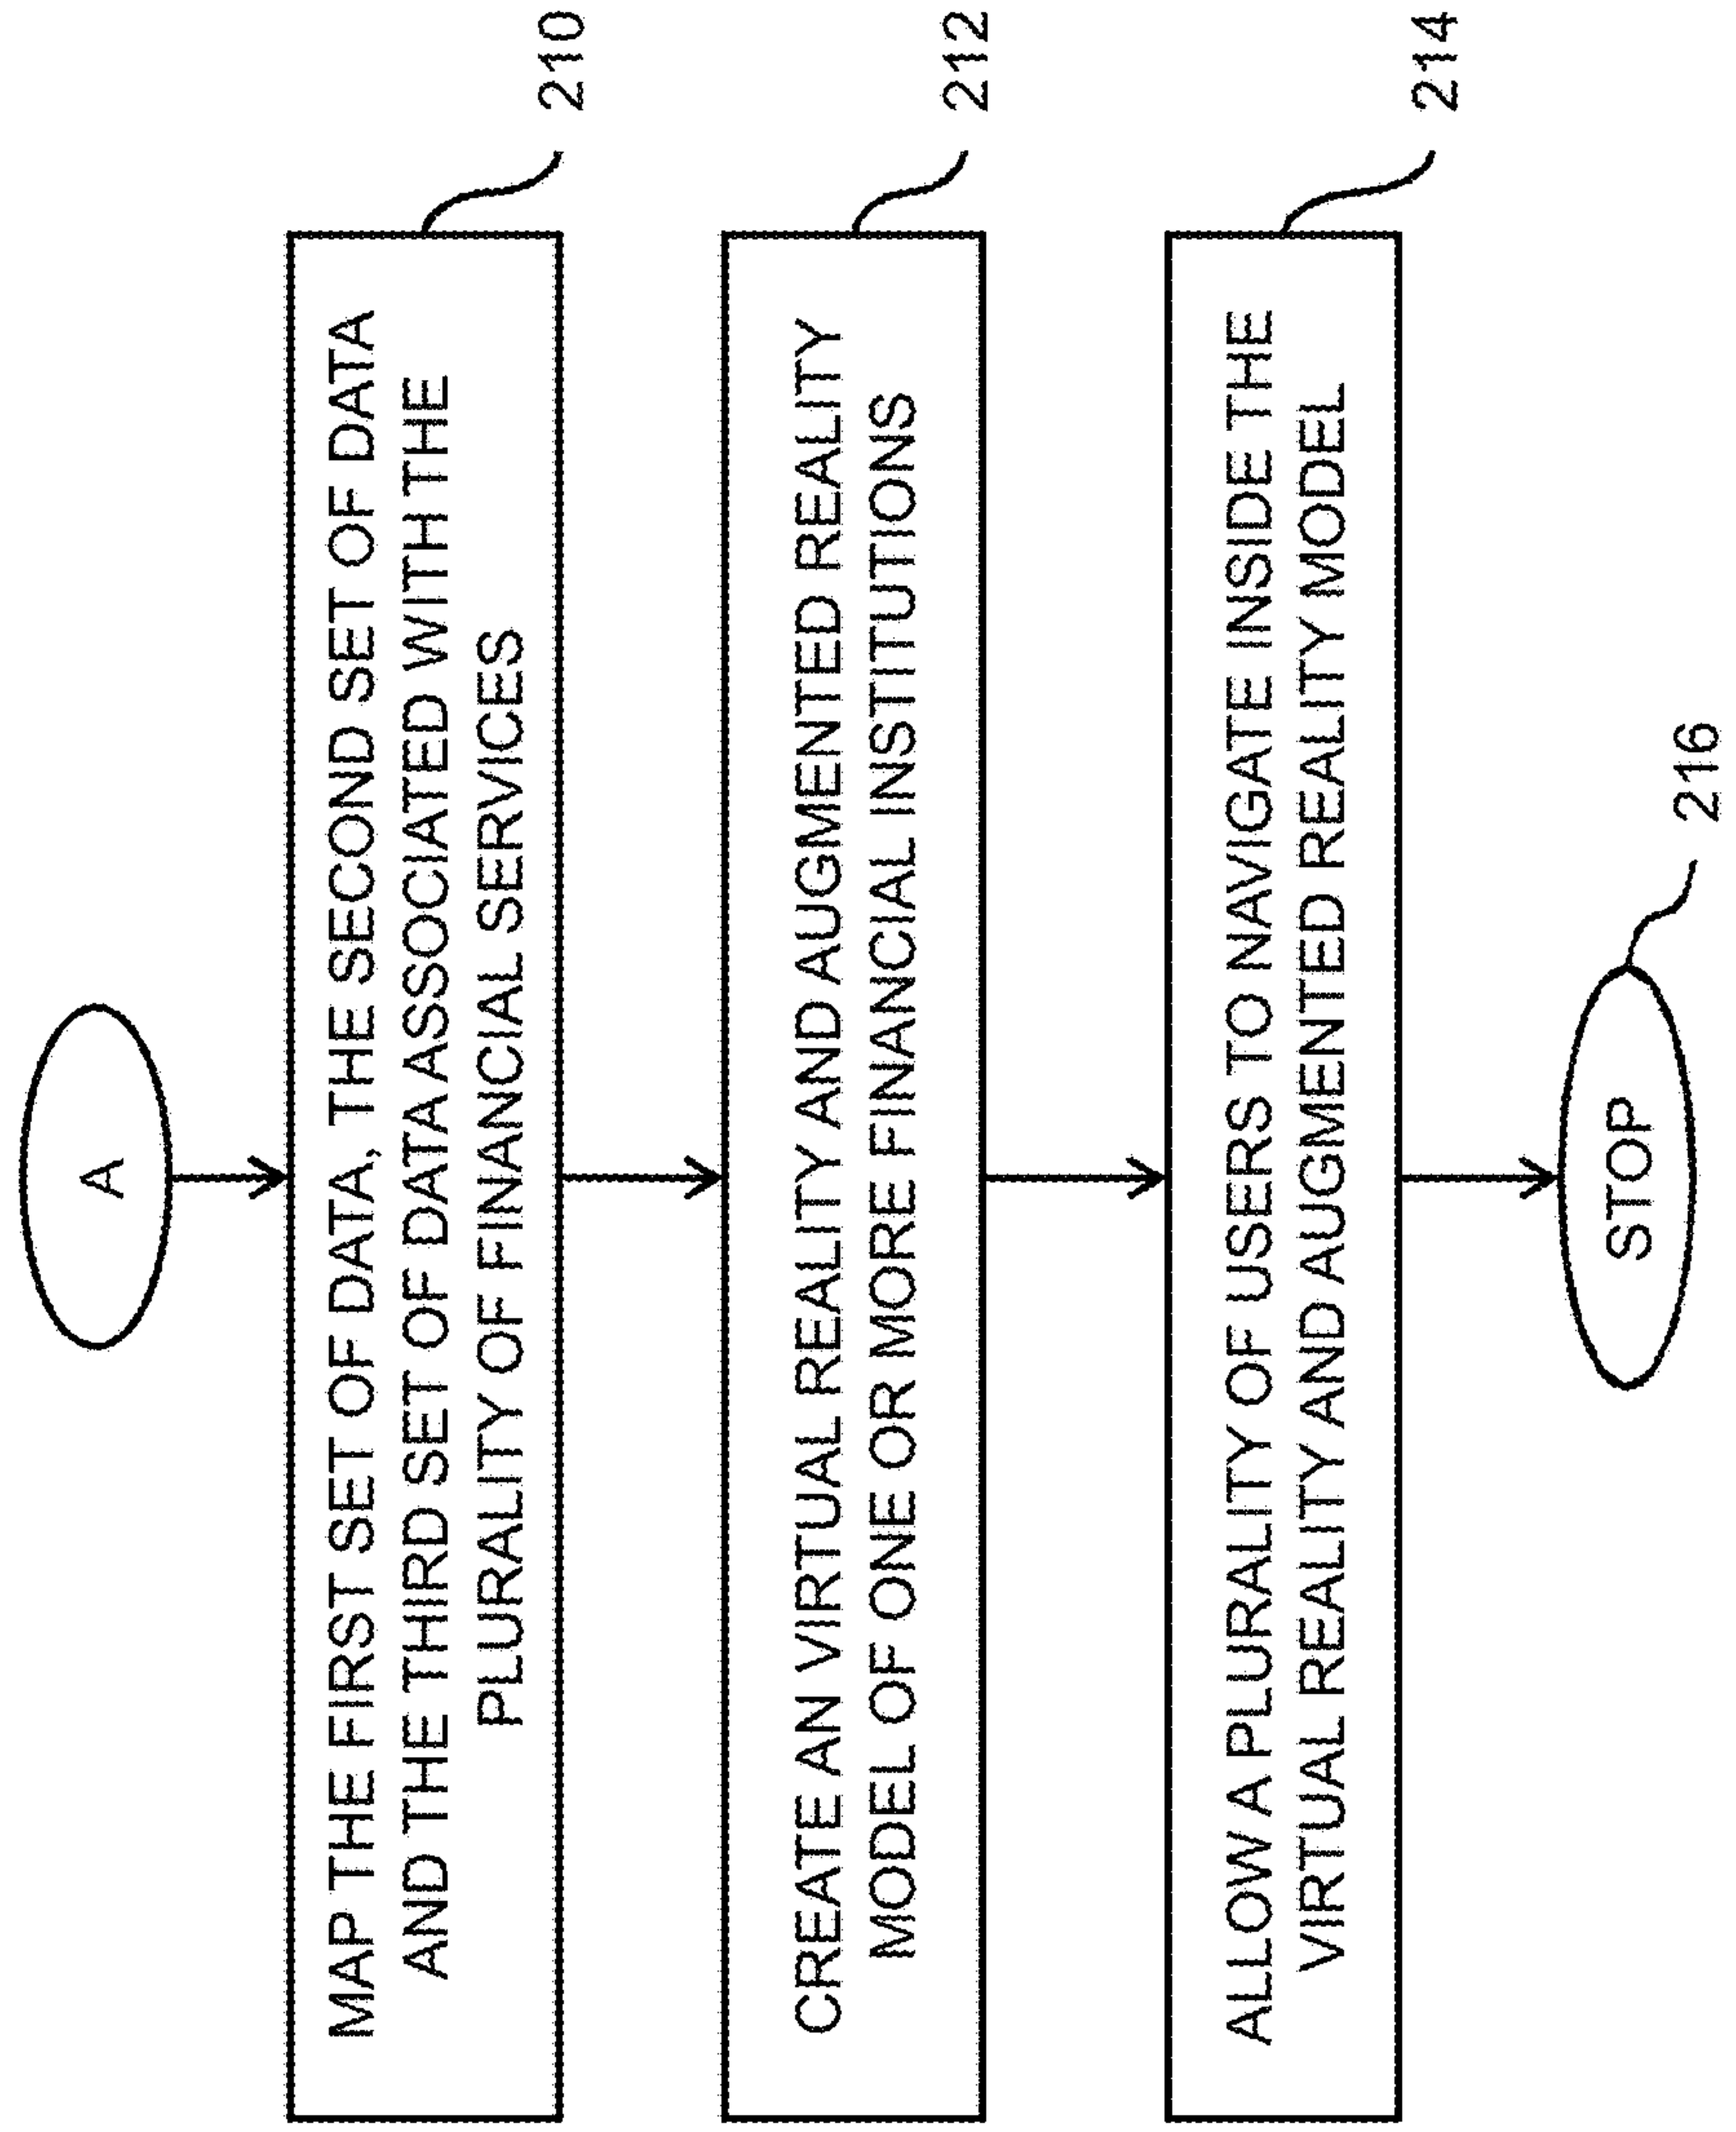 A
MAP THE FIRST SET OF DATA, THE SECOND SET OF DATA
AND THE THIRD SET OF DATA ASSOCIATED WITH THE
PLURALITY OF FINANCIAL SERVICES
210
CREATE AN VIRTUAL REALITY AND AUGMENTED REALITY
MODEL OF ONE OR MORE FINANCIAL INSTITUTIONS
212
ALLOW A PLURALITY OF USERS TO NAVIGATE INSIDE THE
VIRTUAL REALITY AND AUGMENTED REALITY MODEL
214
STOP
216